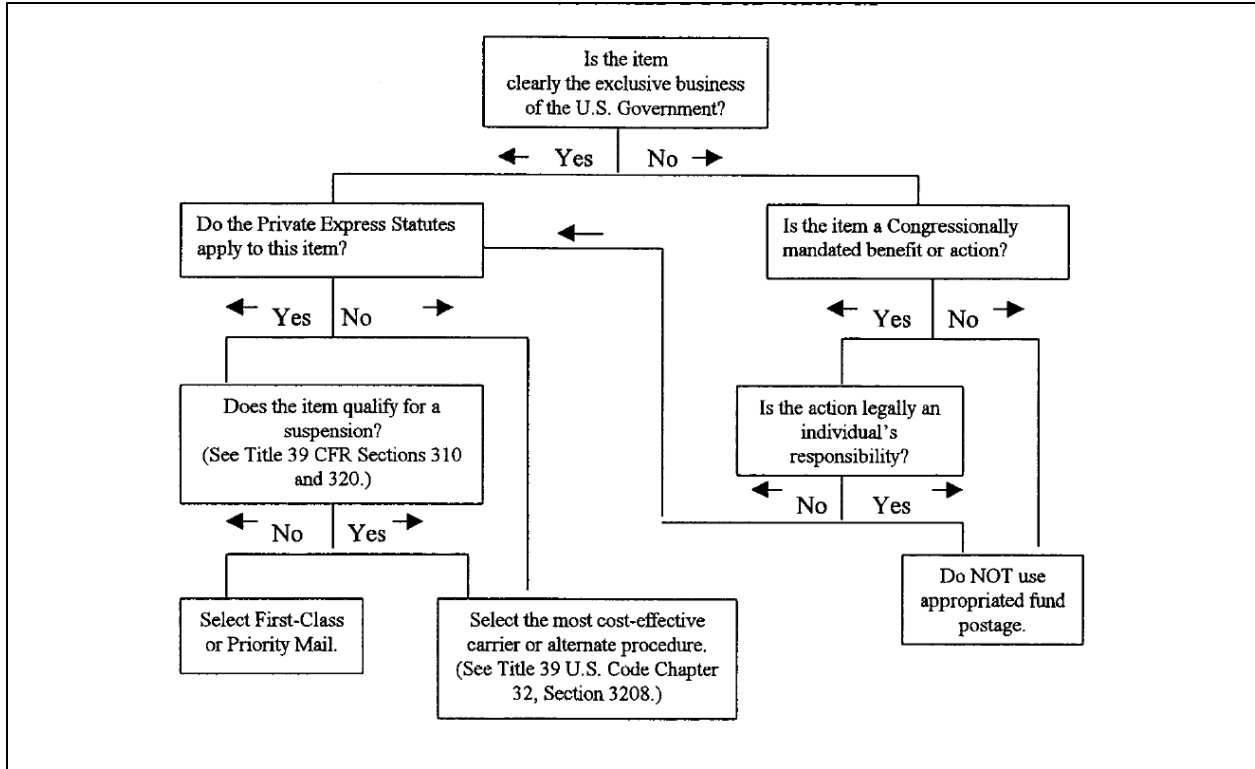 Is the item
clearly the exclusive business
of the U.S. Government?
Yes No
Do the Private Express Statutes
apply to this item?
Is the item a Congressionally
mandated benefit or action?
Yes No
Yes No
Does the item qualify for a
suspension?
(See Title 39 CFR Sections 310
and 320.)
Is the action legally an
individual's
responsibility?
No Yes
No Yes
Select First-Class
or Priority Mail.
Select the most cost-effective
carrier or alternate procedure.
(See Title 39 U.S. Code Chapter
32, Section 3208.)
Do NOT use
appropriated fund
postage.